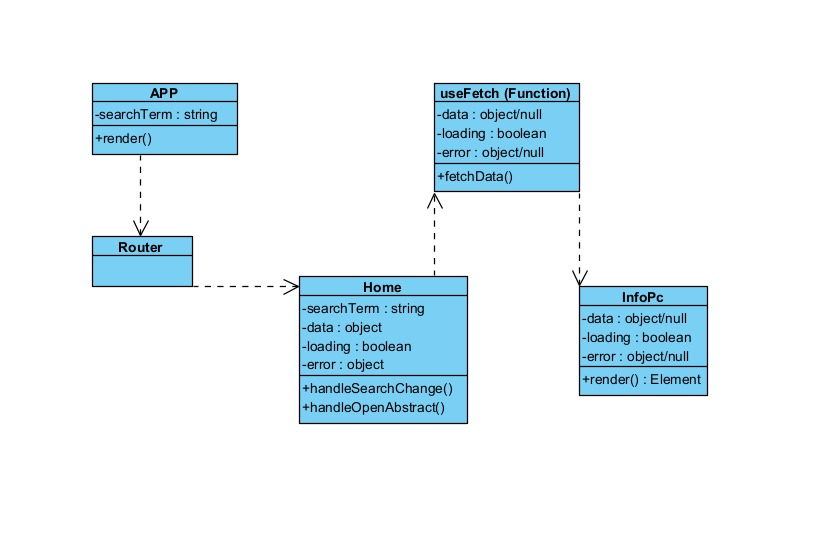 APP
-searchTerm : string
+render()
Router
Home
-searchTerm : string
-data : object
-loading : boolean
-error : object
+handleSearchChange()
+handleOpenAbstract()
useFetch (Function)
-data : object/null
-loading : boolean
-error : object/null
+fetchData()
InfoPc
-data : object/null
-loading : boolean
-error : object/null
+render() : Element